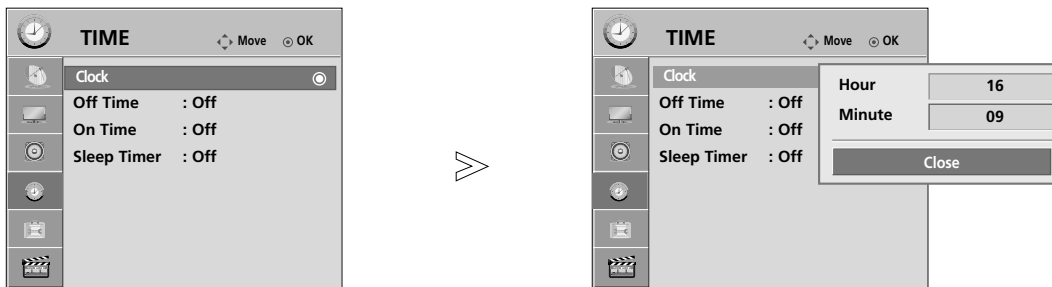 TIME Move OK
Clock
Off Time : Off
On Time : Off
Sleep Timer : Off
TIME Move OK
Clock
Off Time : Off
On Time : Off
Sleep Timer : Off
Hour 16
Minute 09
Close